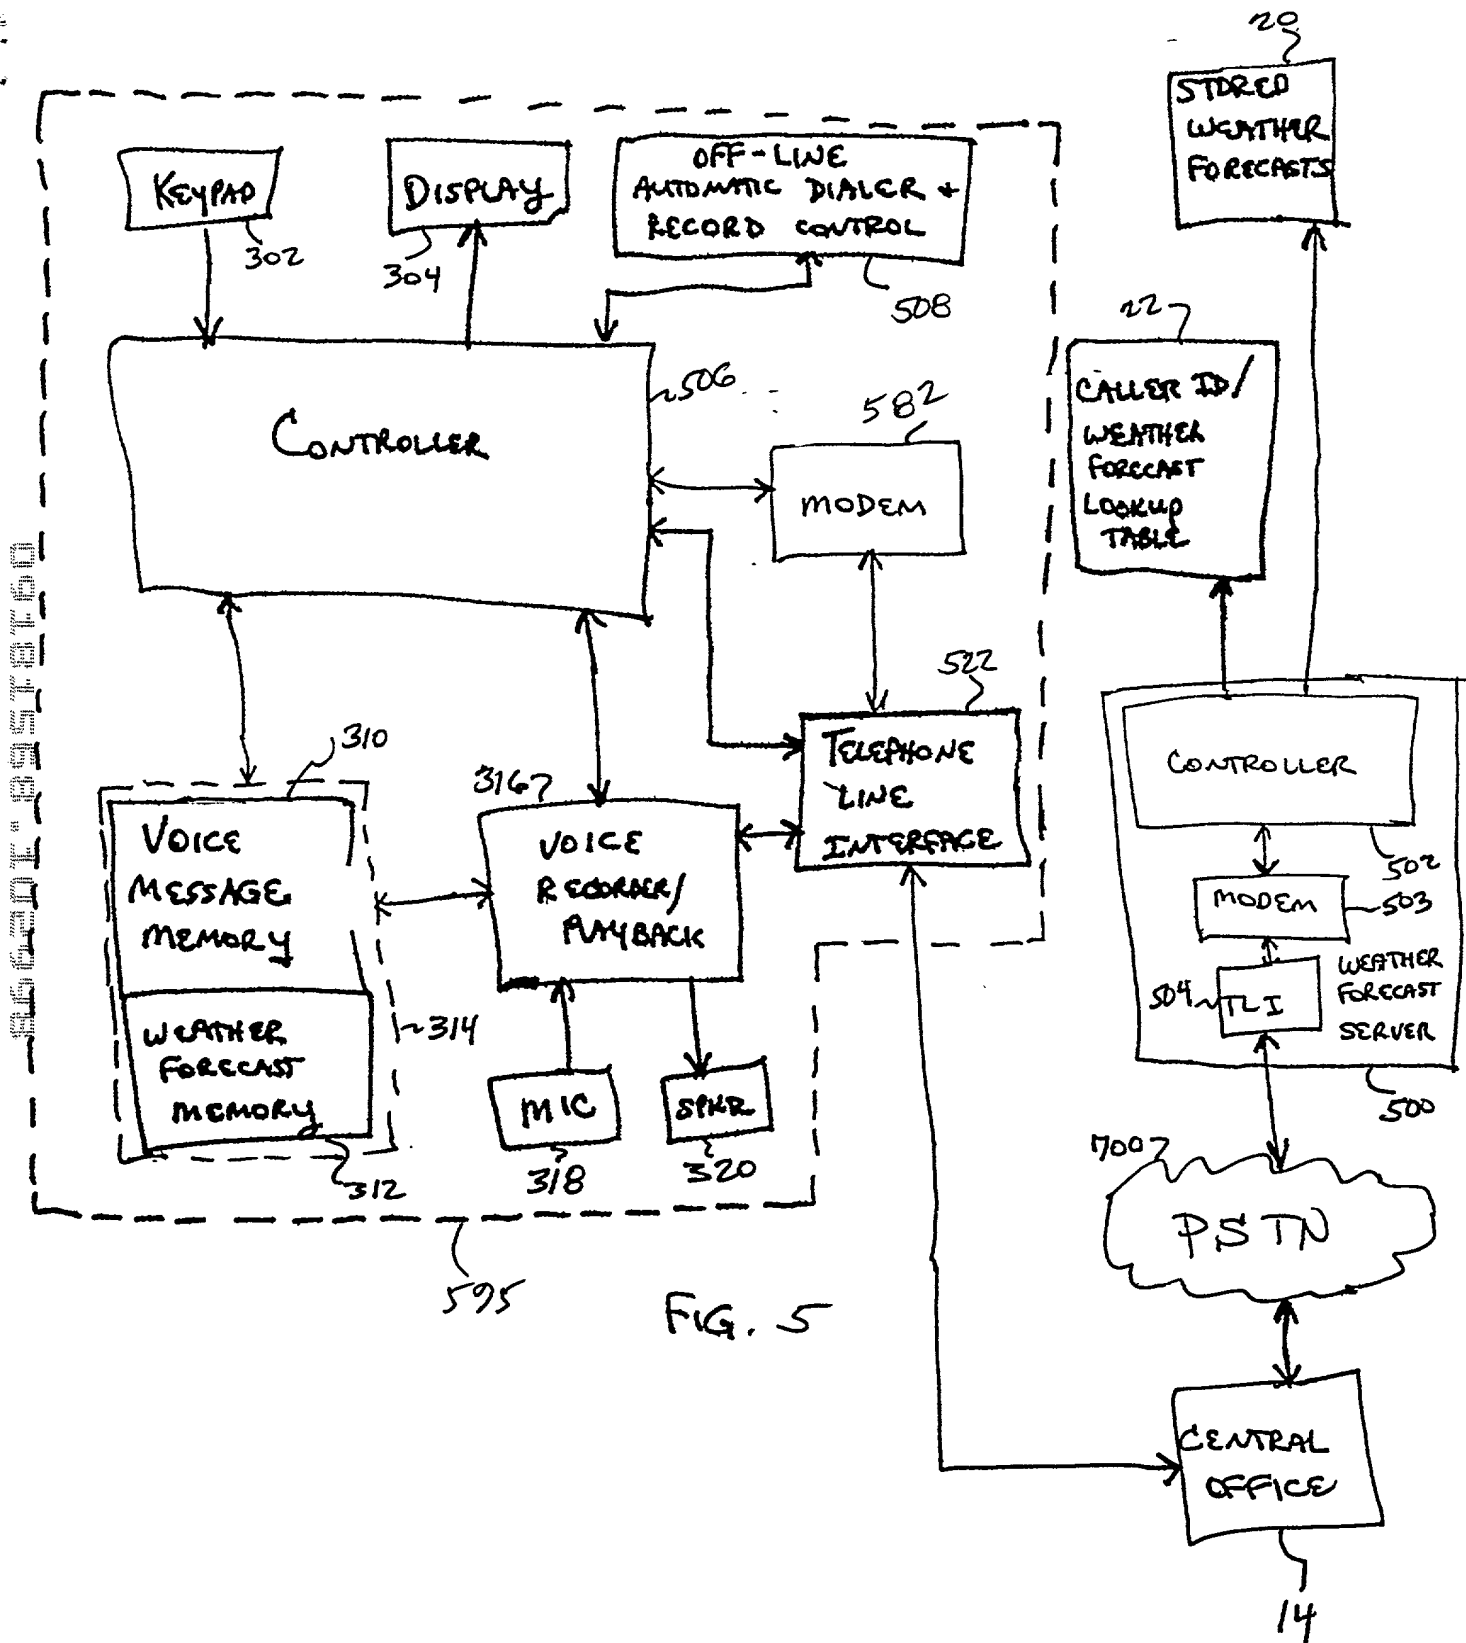 20
STORED
WEATHER
FORECASTS
KEYPAD
302
DISPLAY
304
OFF-LINE
AUTOMATIC DIALER +
RECORD CONTROL
508
22
CALLER ID/
WEATHER
FORECAST
LOOKUP
TABLE
CONTROLLER
506
582
MODEM
522
TELEPHONE
LINE
INTERFACE
310
VOICE
MESSAGE
MEMORY
WEATHER
FORECAST
MEMORY
312
314
316
VOICE
RECORDER/
PLAYBACK
MIC
318
SPKR
320
595
CONTROLLER
502
MODEM
503
504
TLI
WEATHER
FORECAST
SERVER
500
700
PSTN
FIG. 5
CENTRAL
OFFICE
14